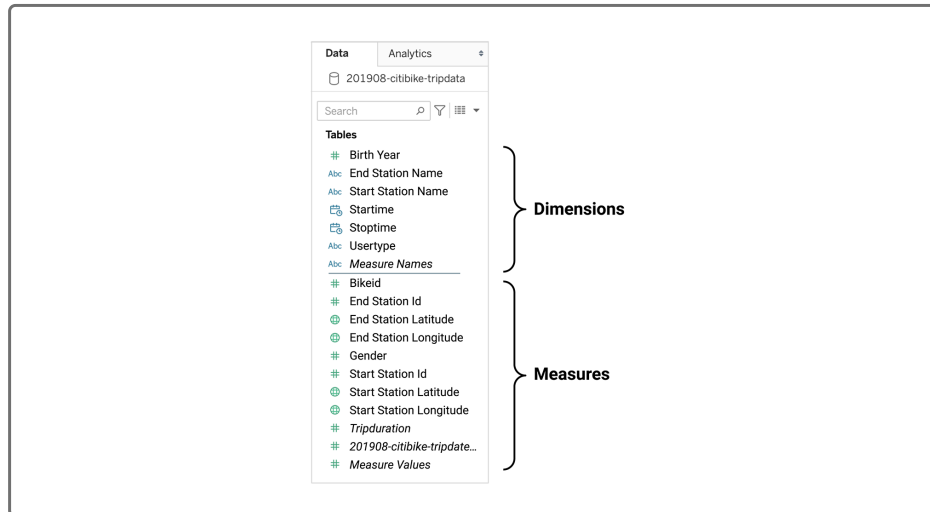 Data Analytics
201908-citibike-tripdata
Search
Tables
# Birth Year
Abc End Station Name
Abc Start Station Name
Startime
Stoptime
Abc Usertype
Abc Measure Names
Dimensions
# Bikeid
# End Station Id
End Station Latitude
End Station Longitude
# Gender
# Start Station Id
Start Station Latitude
Start Station Longitude
# Tripduration
# 201908-citibike-tripdate...
# Measure Values
Measures